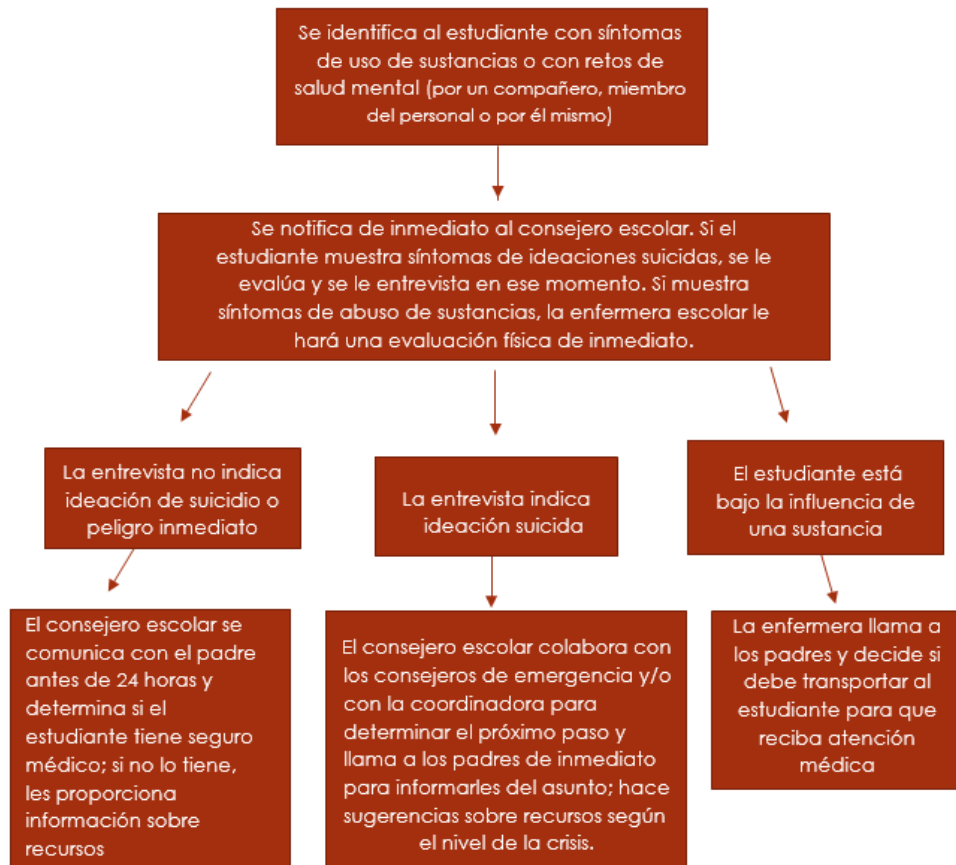 Se identifica al estudiante con síntomas
de uso de sustancias o con retos de
salud mental (por un compañero, miembro
del personal o por él mismo)
Se notifica de inmediato al consejero escolar. Si el
estudiante muestra síntomas de ideaciones suicidas, se le
evalúa y se le entrevista en ese momento. Si muestra
síntomas de abuso de sustancias, la enfermera escolar le
hará una evaluación física de inmediato.
La entrevista no indica
ideación de suicidio o
peligro inmediato
La entrevista indica
ideación suicida
El estudiante está
bajo la influencia de
una sustancia
El consejero escolar se
comunica con el padre
antes de 24 horas y
determina si el
estudiante tiene seguro
médico; si no lo tiene,
les proporciona
información sobre
recursos
El consejero escolar colabora con
los consejeros de emergencia y/o
con la coordinadora para
determinar el próximo paso y
llama a los padres de inmediato
para informarles del asunto; hace
sugerencias sobre recursos según
el nivel de la crisis.
La enfermera llama a
los padres y decide si
debe transportar al
estudiante para que
reciba atención
médica